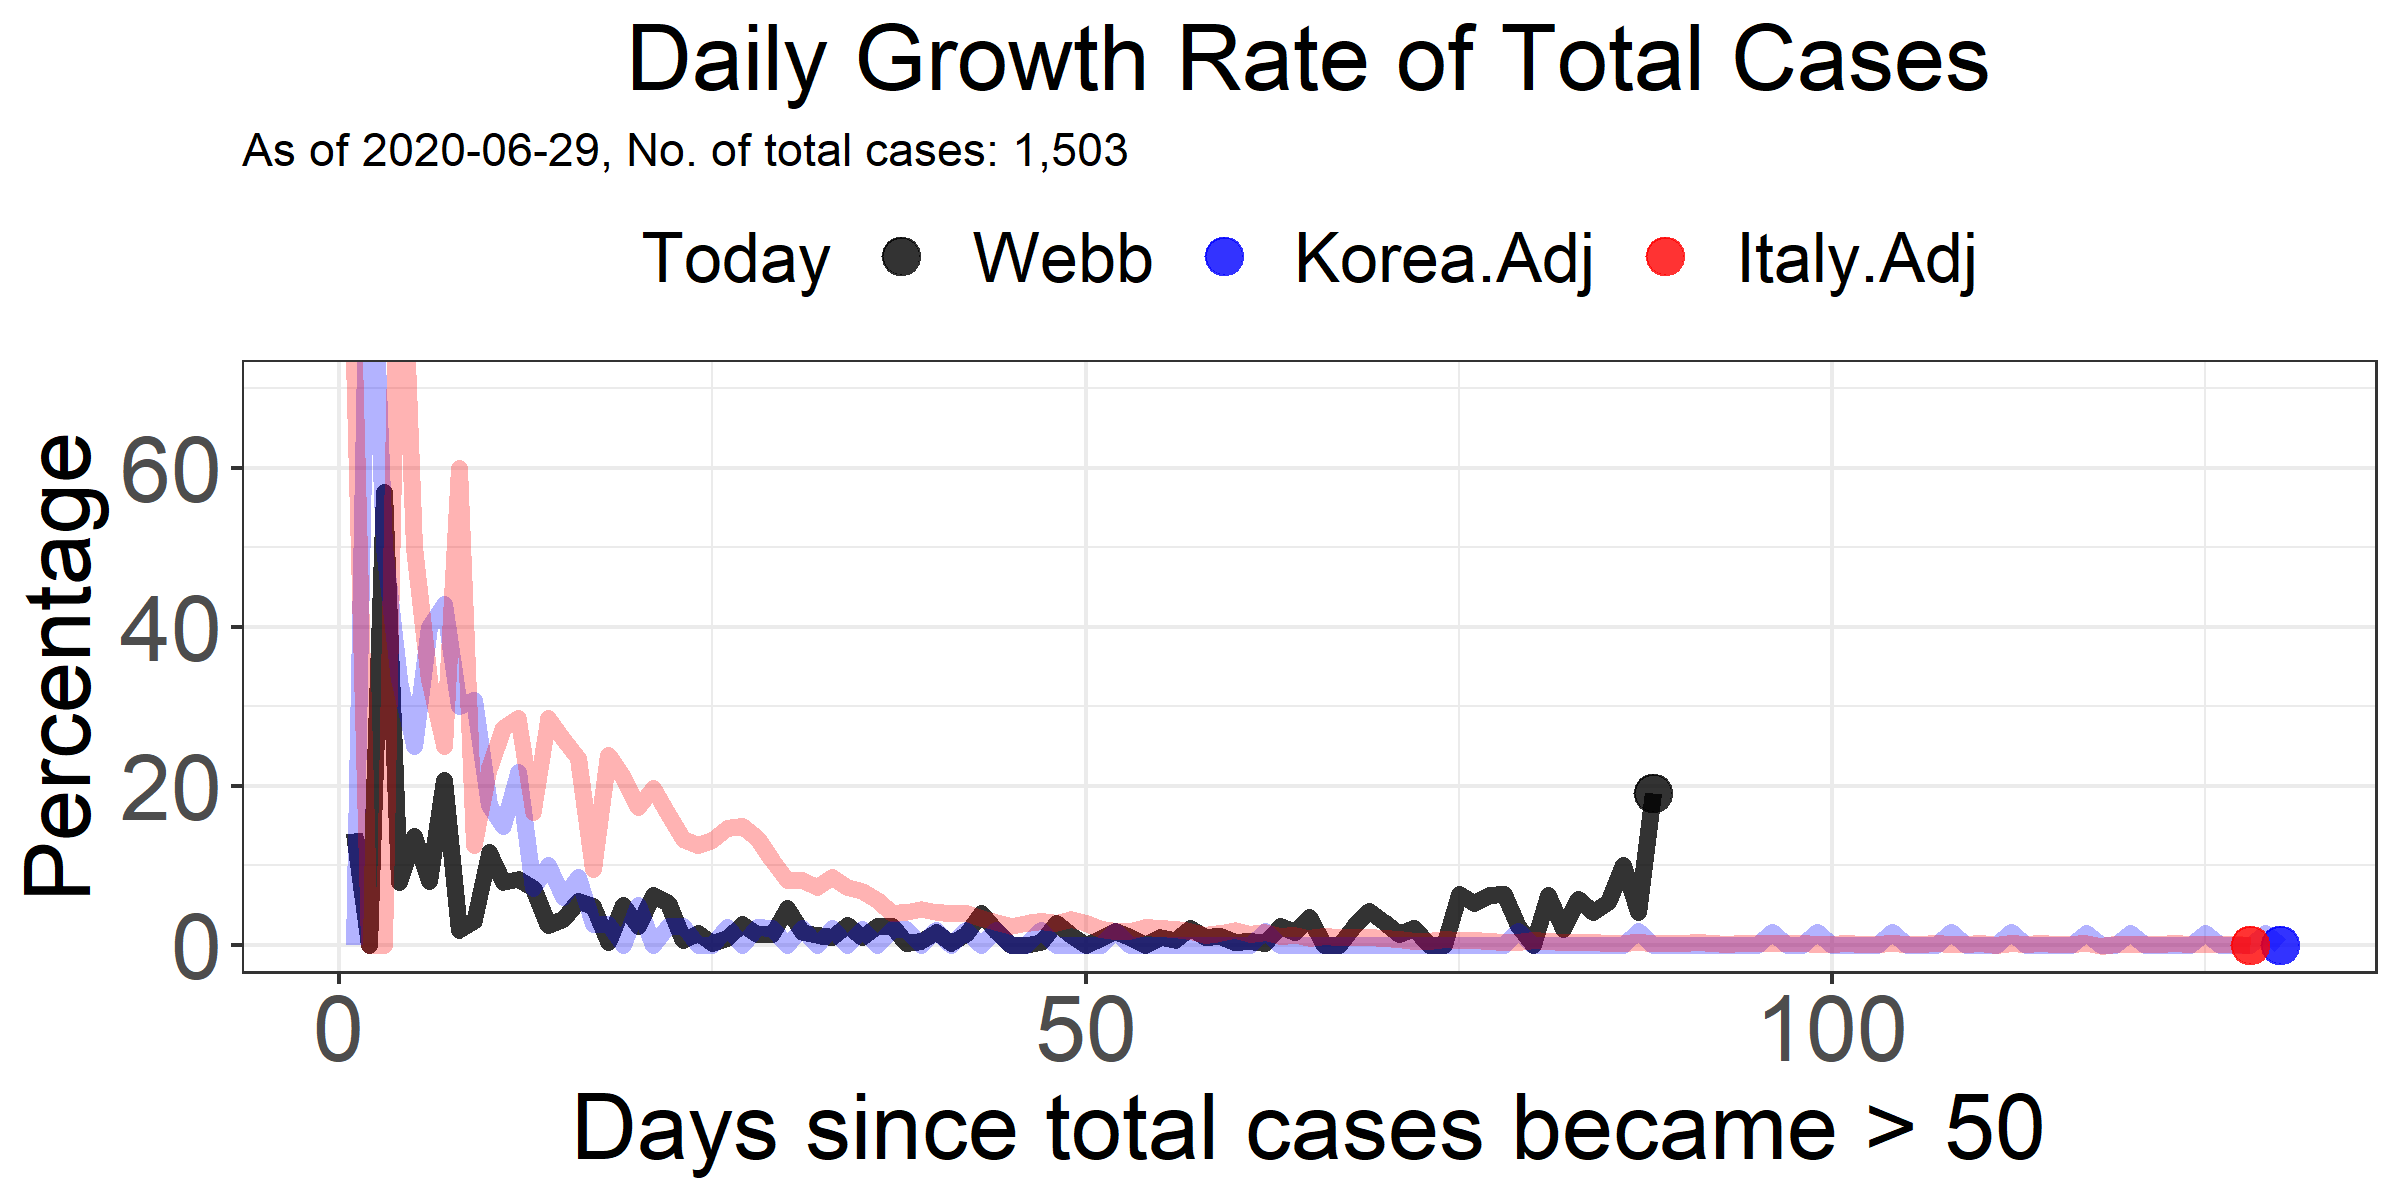 Daily Growth Rate of Total Cases
As of 2020-06-29, No. of total cases: 1,503
Today Webb Korea.Adj Italy.Adj
Percentage
60
40
20
0
0 50 100
Days since total cases became > 50